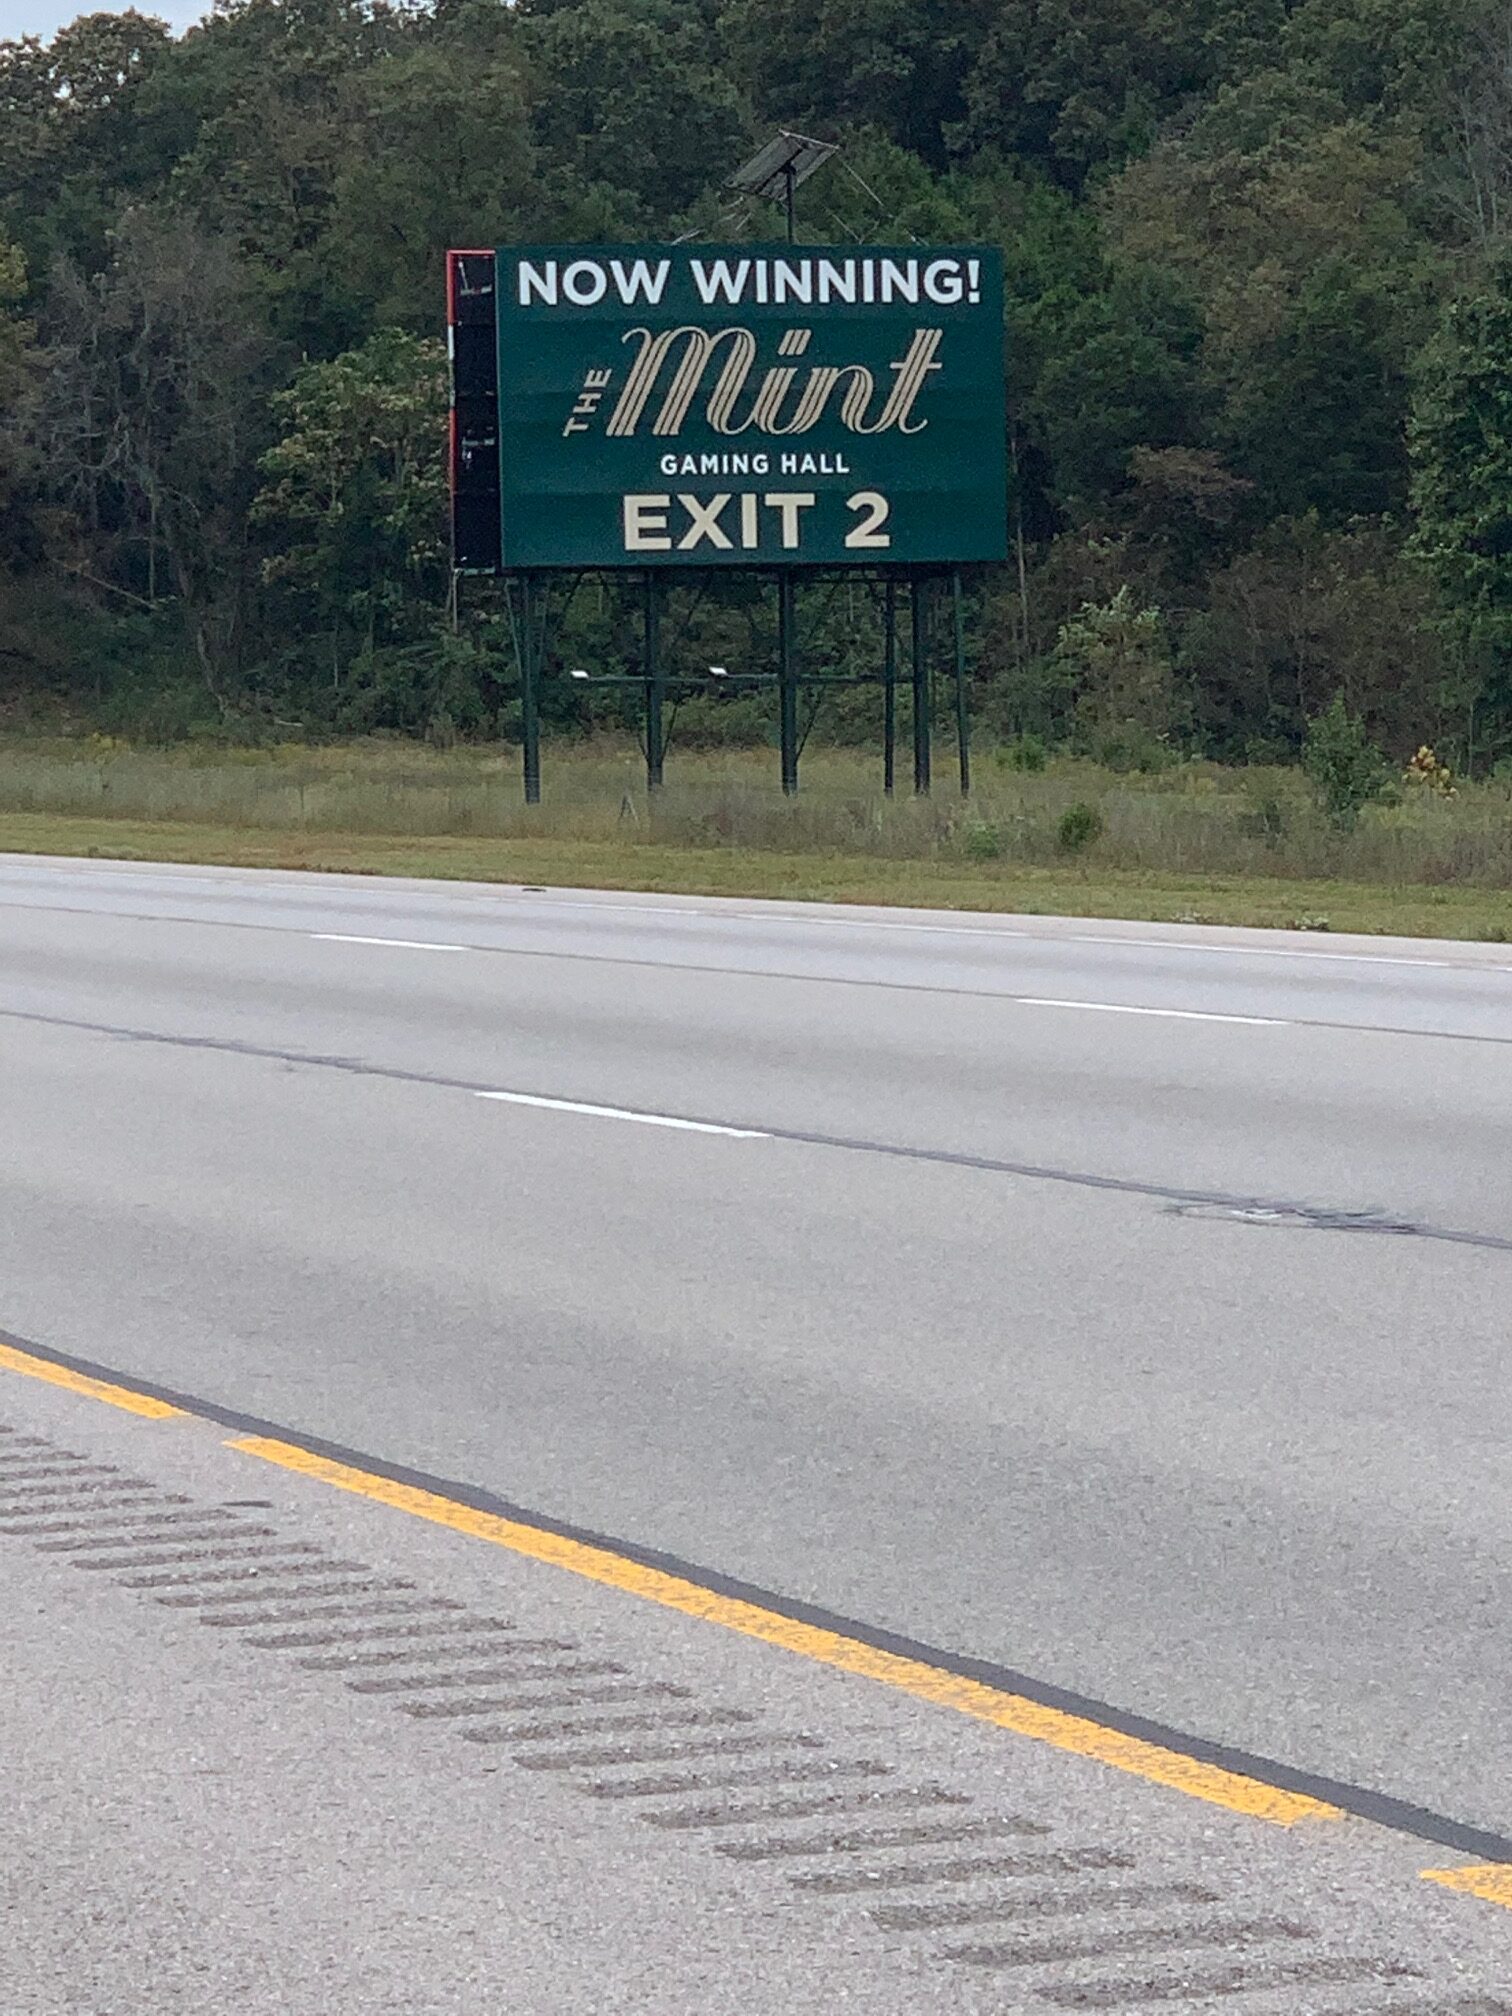 NOW WINNING!
THE Mint
GAMING HALL
EXIT 2